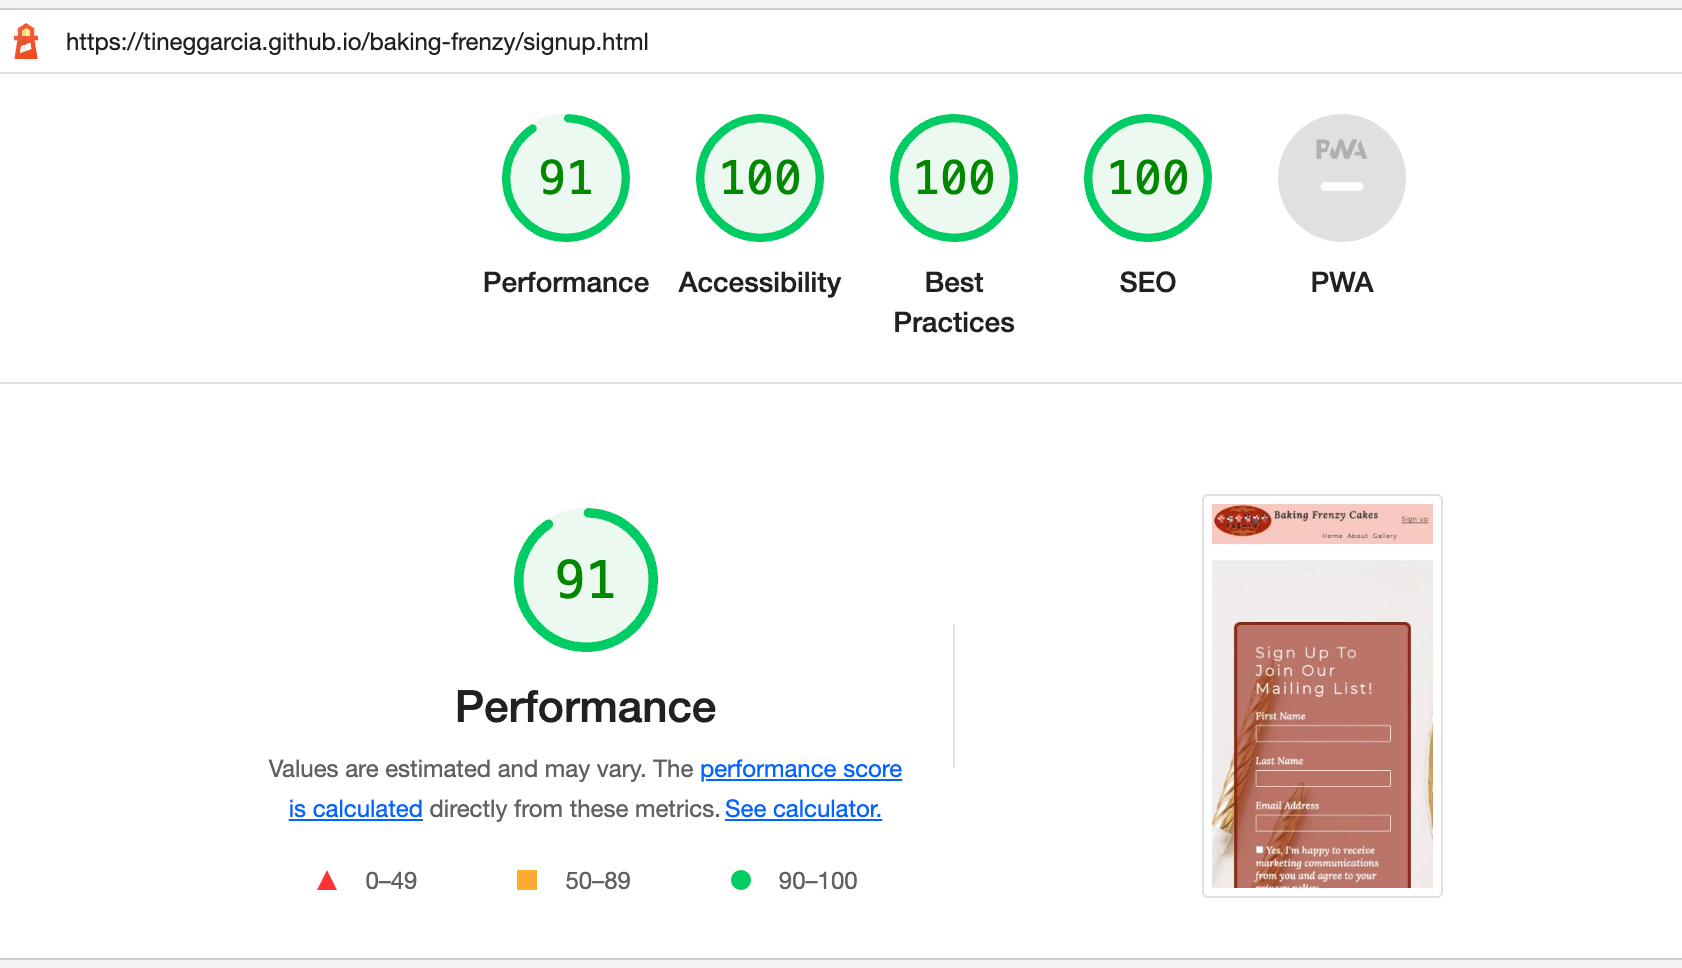 https://tineggarcia.github.io/baking-frenzy/signup.html
91
100
100
100
PWA
Performance
Accessibility
Best
Practices
SEO
PWA
91
Performance
Values are estimated and may vary. The performance score
is calculated directly from these metrics. See calculator.
0–49
50–89
90–100
Baking Frenzy Cakes
Sign up
Home About Gallery
Sign Up To
Join Our
Mailing List!
First Name
Last Name
Email Address
Yes, I'm happy to receive
marketing communications
from you and agree to your
privacy policy